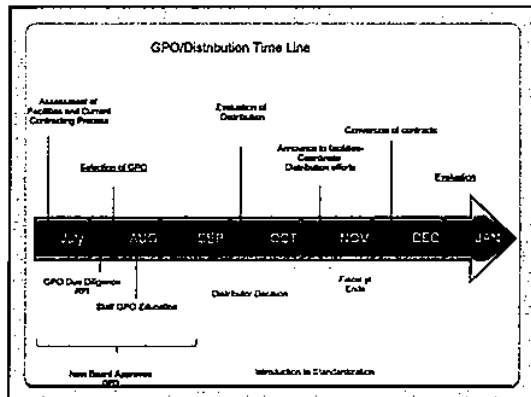 GPO/Distribution Time Line
Assessment of
Facilities and Current
Contracting Process
Selection of GPO
Evaluation of
Distribution
Announce to facilities-
Coordinate
Distribution efforts
Conversion of contracts
Evaluation
July AUG SEP OCT NOV DEC JAN
GPO Due Diligence
Staff GPO Education
Distributor Decision
Ends
Board Approves
GPO
Introduction to Standardization